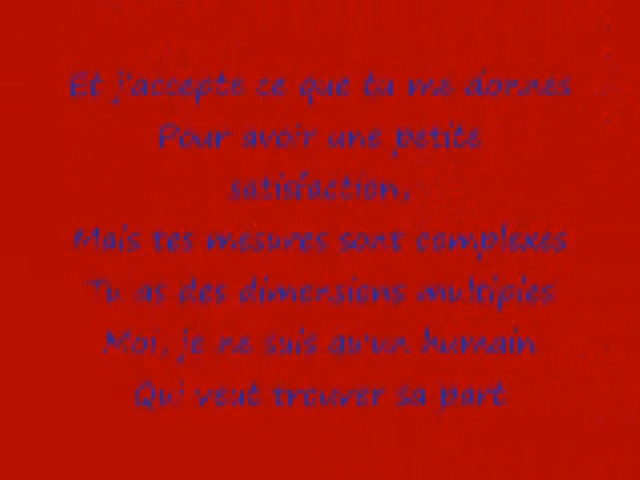 Et j'accepte ce que tu me donnes
Pour avoir une petite
satisfaction,
Mais tes mesures sont complexes
Tu as des dimensions multiples
Moi, je ne suis qu'un humain
Qui veut trouver sa part